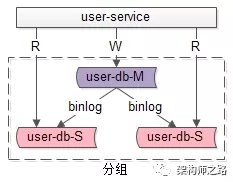 user-service
R W R
user-db-M
binlog binlog
user-db-S user-db-S
分组
架构师之路